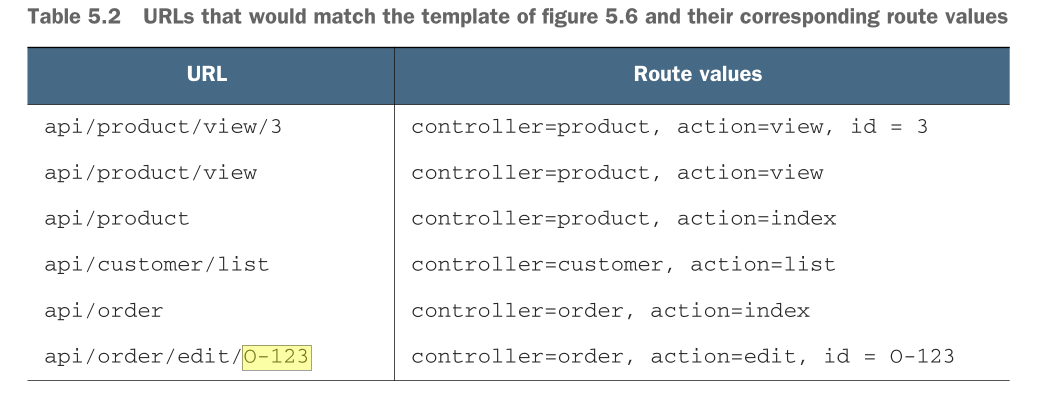 Table 5.2 URLs that would match the template of figure 5.6 and their corresponding route values
URL Route values
api/product/view/3 controller=product, action=view, id = 3
api/product/view controller=product, action=view
api/product controller=product, action=index
api/customer/list controller=customer, action=list
api/order controller=order, action=index
api/order/edit/O-123 controller=order, action=edit, id = O-123